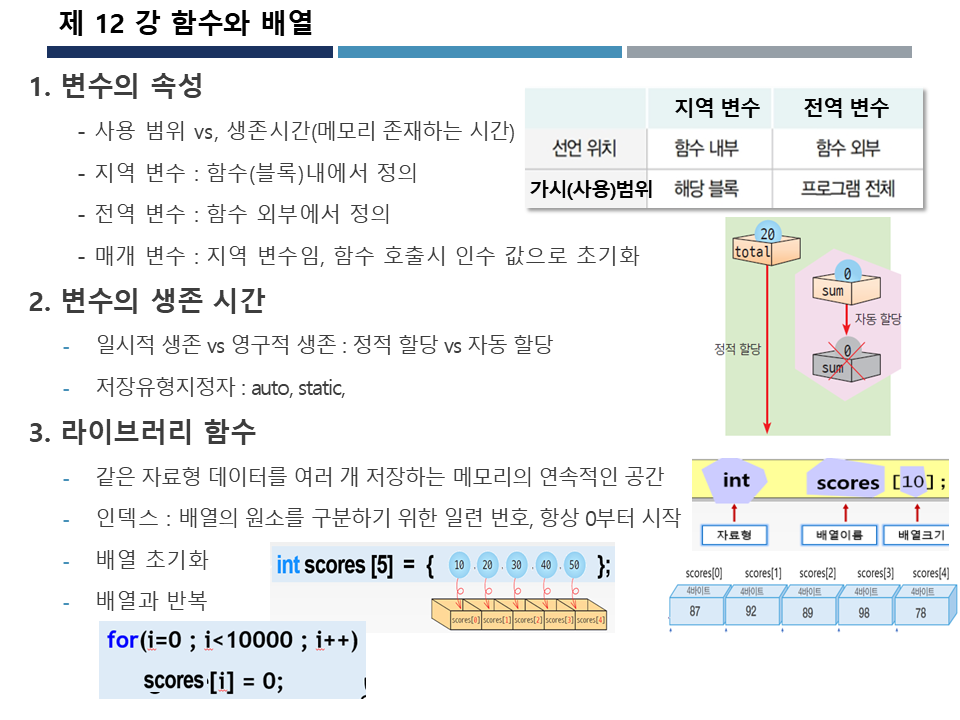 제 12 강 함수와 배열
1. 변수의 속성
- 사용 범위 vs, 생존시간(메모리 존재하는 시간)
- 지역 변수 : 함수(블록)내에서 정의
- 전역 변수 : 함수 외부에서 정의
- 매개 변수 : 지역 변수임, 함수 호출시 인수 값으로 초기화
지역 변수 전역 변수
선언 위치 함수 내부 함수 외부
가시(사용)범위 해당 블록 프로그램 전체
20
total
0
sum
자동 할당
정적 할당
0
sum
2. 변수의 생존 시간
- 일시적 생존 vs 영구적 생존 : 정적 할당 vs 자동 할당
- 저장유형지정자 : auto, static,
3. 라이브러리 함수
- 같은 자료형 데이터를 여러 개 저장하는 메모리의 연속적인 공간
- 인덱스 : 배열의 원소를 구분하기 위한 일련 번호, 항상 0부터 시작
- 배열 초기화
- 배열과 반복
int scores [5] = { 10 , 20 , 30 , 40 , 50 };
scores[0] scores[1] scores[2] scores[3] scores[4]
for(i=0 ; i<10000 ; i++)
scores [i] = 0;
int scores [10] ;
자료형 배열이름 배열크기
scores[0] scores[1] scores[2] scores[3] scores[4]
4바이트 4바이트 4바이트 4바이트 4바이트
87 92 89 98 78